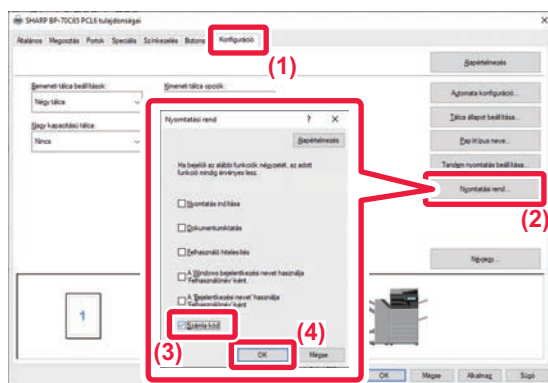 SHARP BP-70C65 PCL6 tulajdonságai
Általános Megosztás Portok Speciális Színkezelés Biztons Konfiguráció
(1)
Alapértelmezés
Bemeneti tálca beállítások:
Kimeneti tálca opciók:
Négy tálca
Automata konfiguráció...
Nagy kapacitású tálca:
Tálca állapot beállítása...
Nincs
Papírtípus neve...
Tandem nyomtatás beállítása...
Nyomtatási rend...
(2)
Névjegy...
Nyomtatási rend ? X
Alapértelmezés
Ha bejelöli az alábbi funkciók négyzetét, az adott
funkció mindig érvényes lesz.
Nyomtatás indítása
Dokumentumiktatás
Felhasználó hitelesítés
A Windows bejelentkezési nevet használja
'Felhasználónév'-ként.
A 'Bejelentkezési nevet' használja
'Felhasználónév'-ként
Számla kód
(3)
(4)
OK Mégse
1
OK Mégse Alkalmaz Súgó